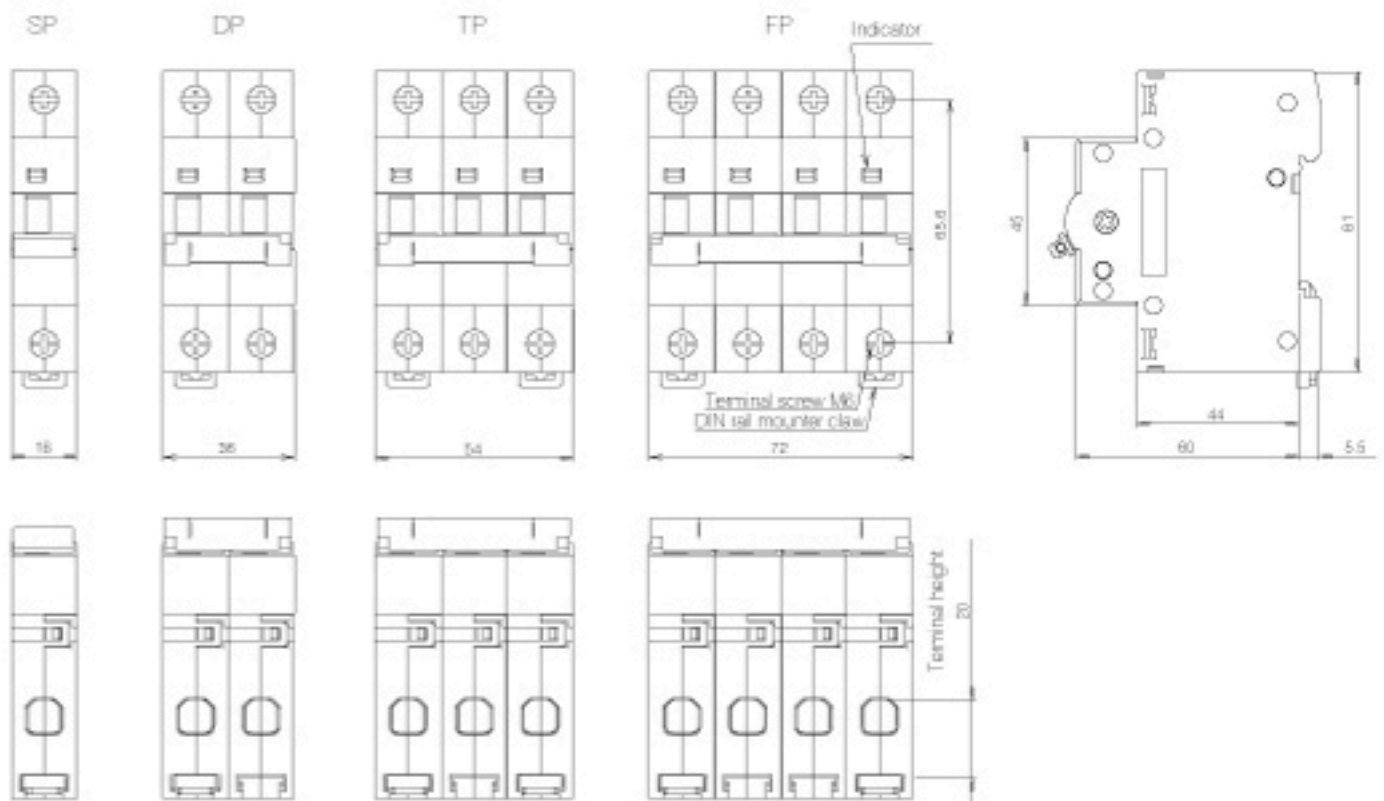 SP
DP
TP
FP
Indicator
65.6
45
81
Terminal screw M6
DIN rail mounter claw
18
36
54
72
44
60
5.5
Terminal height
20